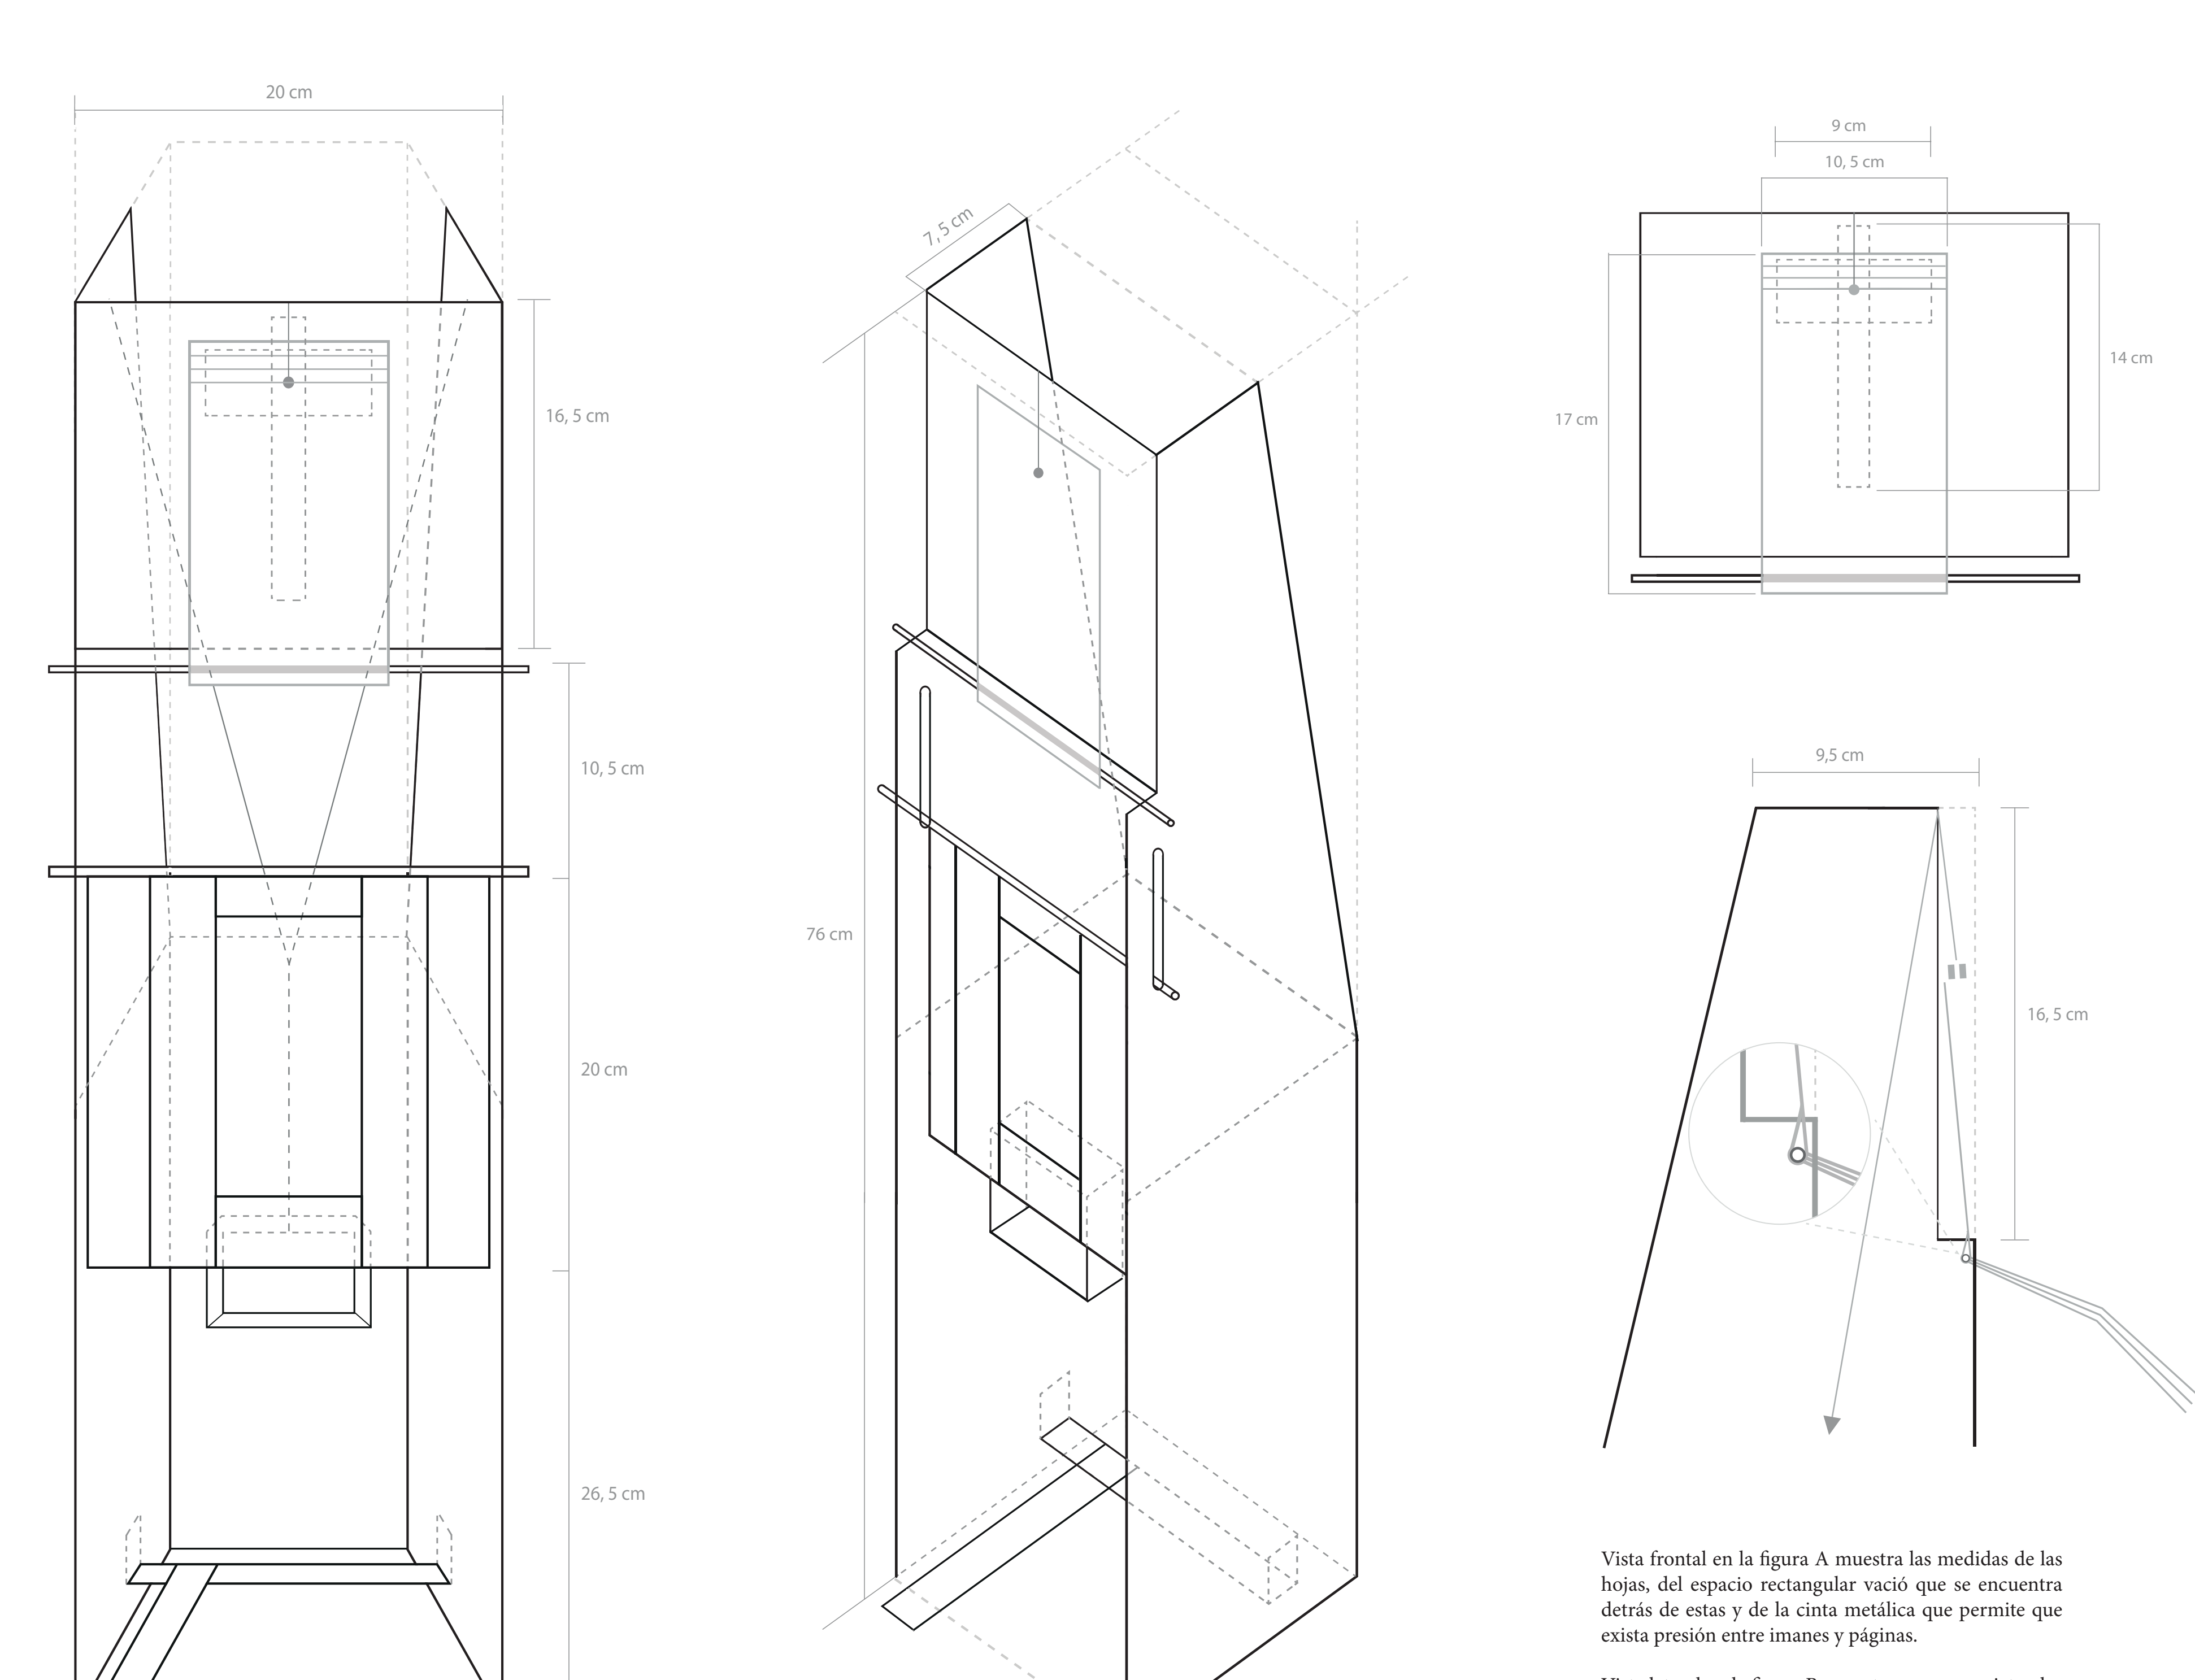 20 cm
16, 5 cm
10, 5 cm
20 cm
26, 5 cm
7, 5 cm
76 cm
9 cm
10, 5 cm
17 cm
14 cm
9,5 cm
16, 5 cm
Vista frontal en la figura A muestra las medidas de las
hojas, del espacio rectangular vació que se encuentra
detrás de estas y de la cinta metálica que permite que
exista presión entre imanes y páginas.